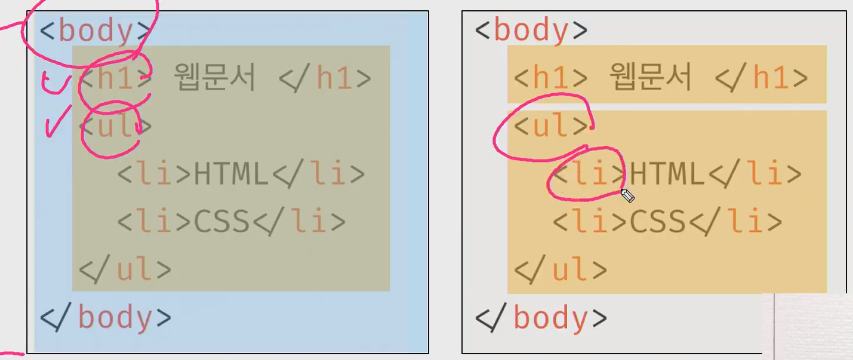 <body>
<h1> 웹문서 </h1>
<ul>
<li>HTML</li>
<li>CSS</li>
</ul>
</body>
<body>
<h1> 웹문서 </h1>
<ul>
<li>HTML</li>
<li>CSS</li>
</ul>
</body>